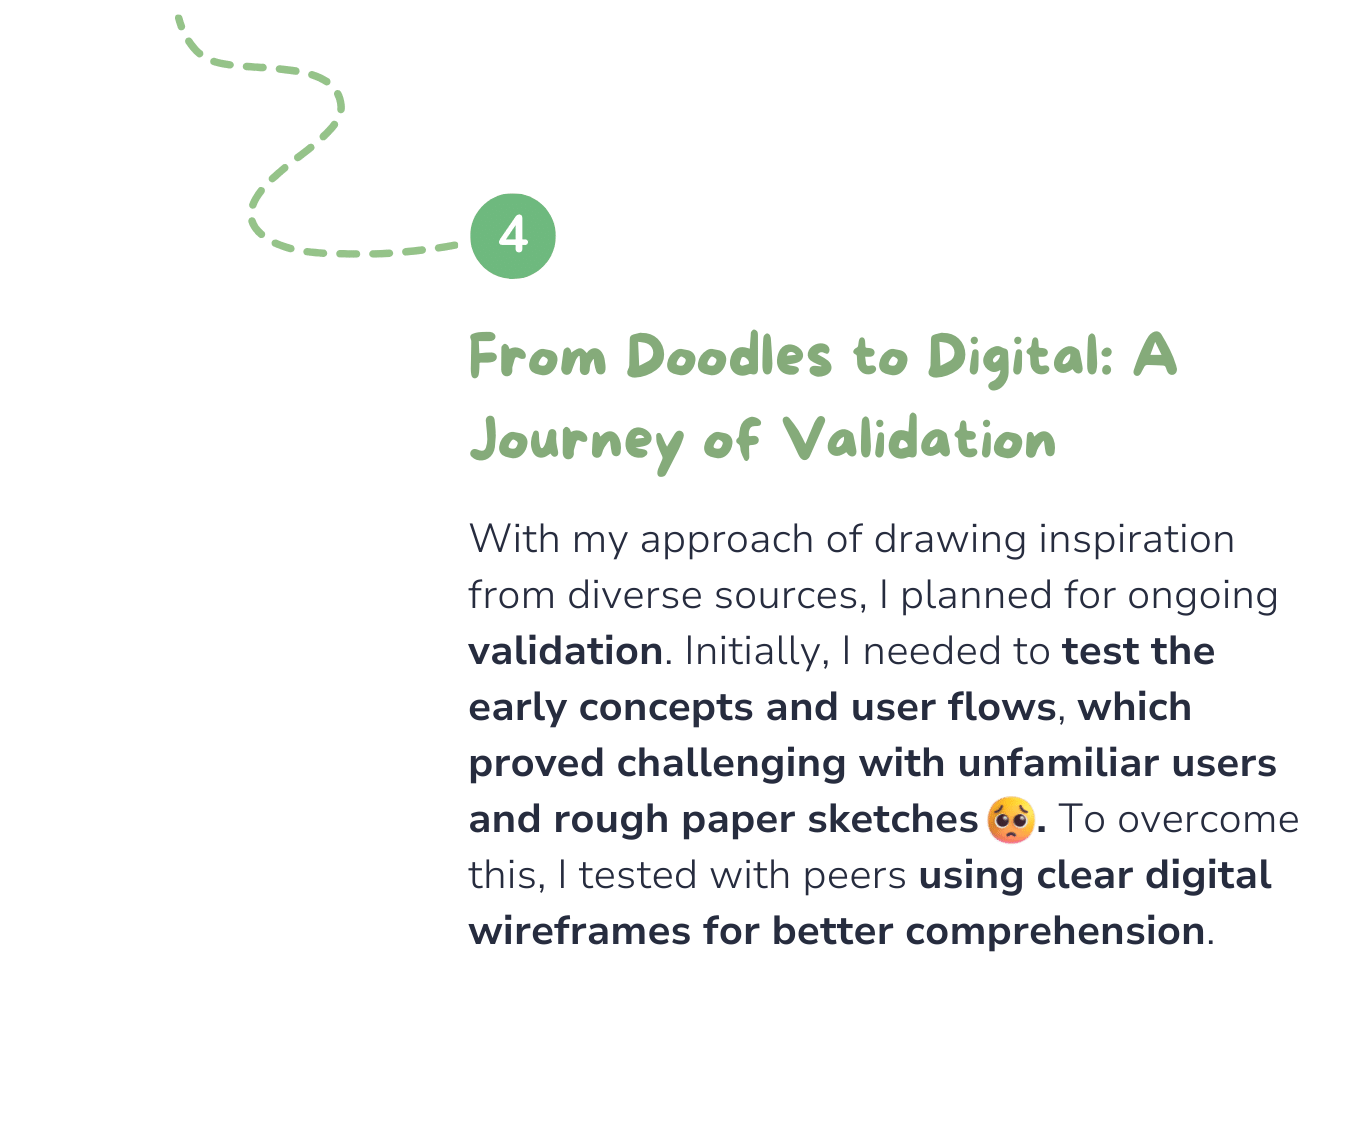 4
From Doodles to Digital: A
Journey of Validation
With my approach of drawing inspiration
from diverse sources, I planned for ongoing
validation. Initially, I needed to test the
early concepts and user flows, which
proved challenging with unfamiliar users
and rough paper sketches 🥺. To overcome
this, I tested with peers using clear digital
wireframes for better comprehension.